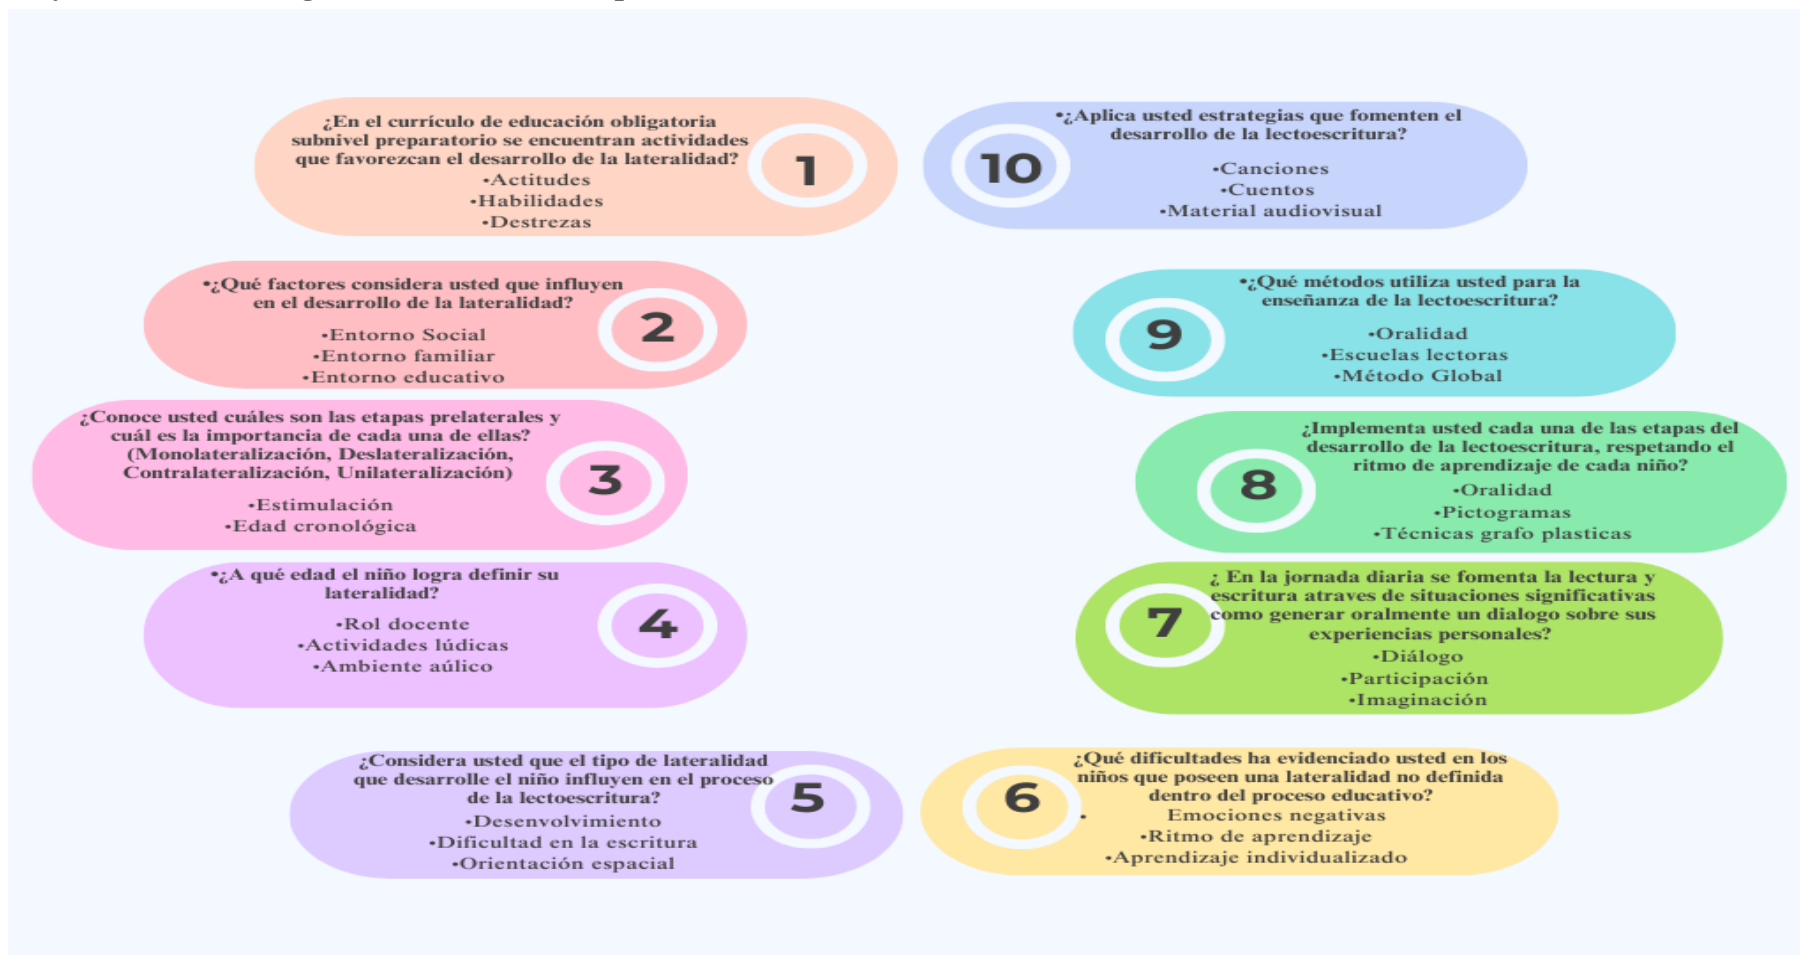 ¿En el currículo de educación obligatoria
subnivel preparatorio se encuentran actividades
que favorezcan el desarrollo de la lateralidad?
•Actitudes
•Habilidades
•Destrezas
1
•¿Qué factores considera usted que influyen
en el desarrollo de la lateralidad?
•Entorno Social
•Entorno familiar
•Entorno educativo
2
¿Conoce usted cuáles son las etapas prelaterales y
cuál es la importancia de cada una de ellas?
(Monolateralización, Deslateralización,
Contralateralización, Unilateralización)
•Estimulación
•Edad cronológica
3
•¿A qué edad el niño logra definir su
lateralidad?
•Rol docente
•Actividades lúdicas
•Ambiente aúlico
4
¿Considera usted que el tipo de lateralidad
que desarrolle el niño influyen en el proceso
de la lectoescritura?
•Desenvolvimiento
•Dificultad en la escritura
•Orientación espacial
5
¿Qué dificultades ha evidenciado usted en los
niños que poseen una lateralidad no definida
dentro del proceso educativo?
• Emociones negativas
•Ritmo de aprendizaje
•Aprendizaje individualizado
6
¿ En la jornada diaria se fomenta la lectura y
escritura atraves de situaciones significativas
como generar oralmente un dialogo sobre sus
experiencias personales?
•Diálogo
•Participación
•Imaginación
7
¿Implementa usted cada una de las etapas del
desarrollo de la lectoescritura, respetando el
ritmo de aprendizaje de cada niño?
•Oralidad
•Pictogramas
•Técnicas grafo plasticas
8
•¿Qué métodos utiliza usted para la
enseñanza de la lectoescritura?
•Oralidad
•Escuelas lectoras
•Método Global
9
•¿Aplica usted estrategias que fomenten el
desarrollo de la lectoescritura?
•Canciones
•Cuentos
•Material audiovisual
10